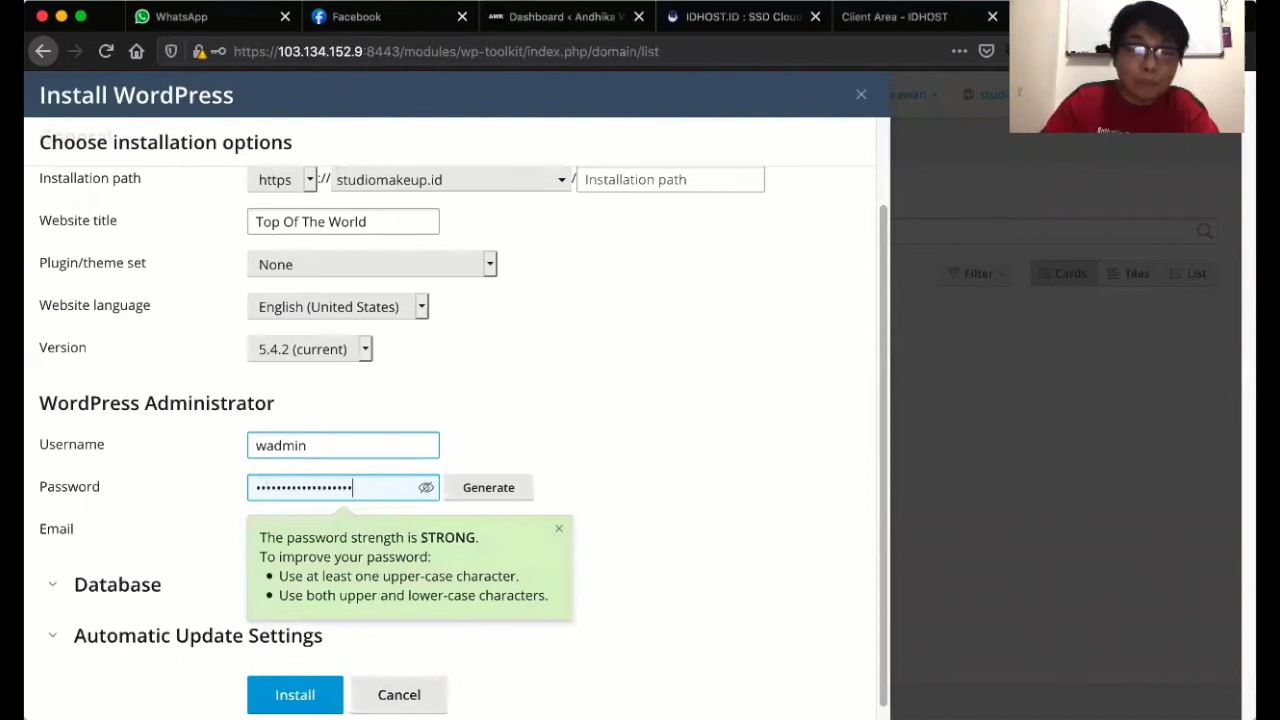 WhatsApp
Facebook
Dashboard ‹ Andhika V
IDHOST.ID : SSD Clou
Client Area - IDHOST
https://103.134.152.9:8443/modules/wp-toolkit/index.php/domain/list
Install WordPress
studi
Choose installation options
Installation path
https
://
studiomakeup.id
/
Installation path
Website title
Top Of The World
Plugin/theme set
None
Filter
Cards
Tiles
List
Website language
English (United States)
Version
5.4.2 (current)
WordPress Administrator
Username
wadmin
Password
Generate
Email
The password strength is STRONG.
To improve your password:
• Use at least one upper-case character.
• Use both upper and lower-case characters.
Database
Automatic Update Settings
Install
Cancel